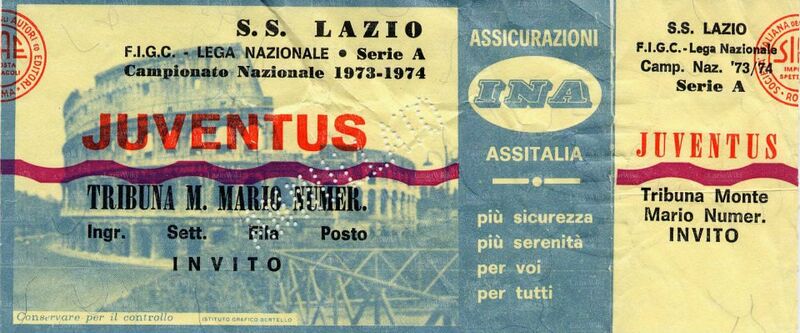 S.S. LAZIO
F.I.G.C. - LEGA NAZIONALE • Serie A
Campionato Nazionale 1973-1974
JUVENTUS
TRIBUNA M. MARIO NUMER.
Ingr. Sett. Fila Posto
INVITO
Conservare per il controllo
ISTITUTO GRAFICO BERTELLO
ASSICURAZIONI
INA
ASSITALIA
più sicurezza
più serenità
per voi
per tutti
S.S. LAZIO
F.I.G.C. - Lega Nazionale
Camp. Naz. '73/74
Serie A
JUVENTUS
Tribuna Monte
Mario Numer.
INVITO